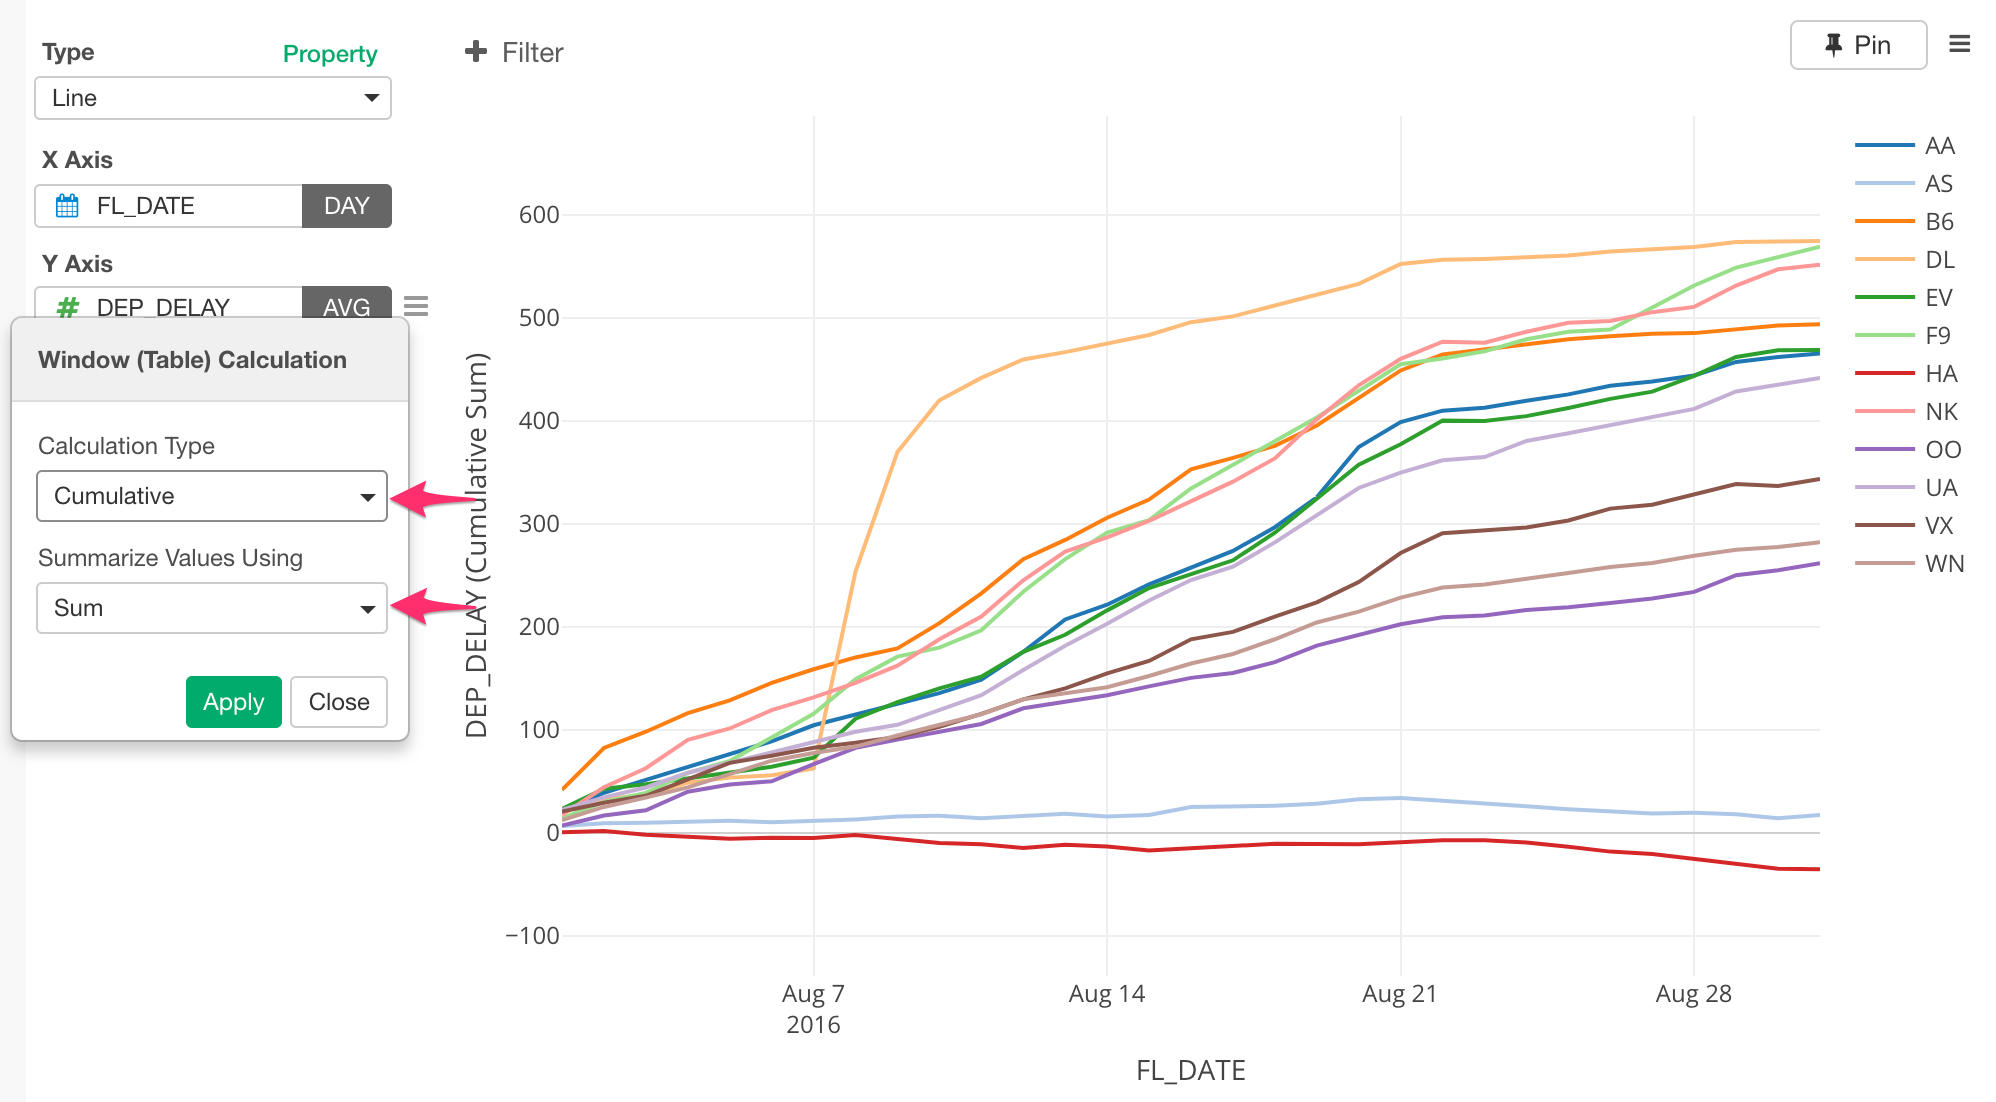 Type
Property
Line
X Axis
FL_DATE
DAY
Y Axis
DEP_DELAY
AVG
Window (Table) Calculation
Calculation Type
Cumulative
Summarize Values Using
Sum
Apply
Close
Filter
Pin
DEP_DELAY (Cumulative Sum)
600
500
400
300
200
100
0
−100
Aug 7
2016
Aug 14
Aug 21
Aug 28
FL_DATE
AA
AS
B6
DL
EV
F9
HA
NK
OO
UA
VX
WN